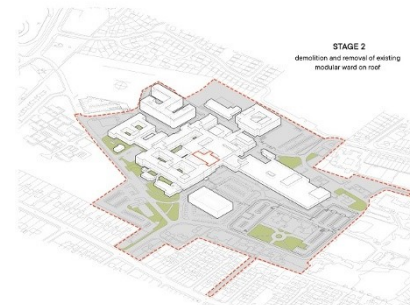 STAGE 2
demolition and removal of existing
modular ward on roof